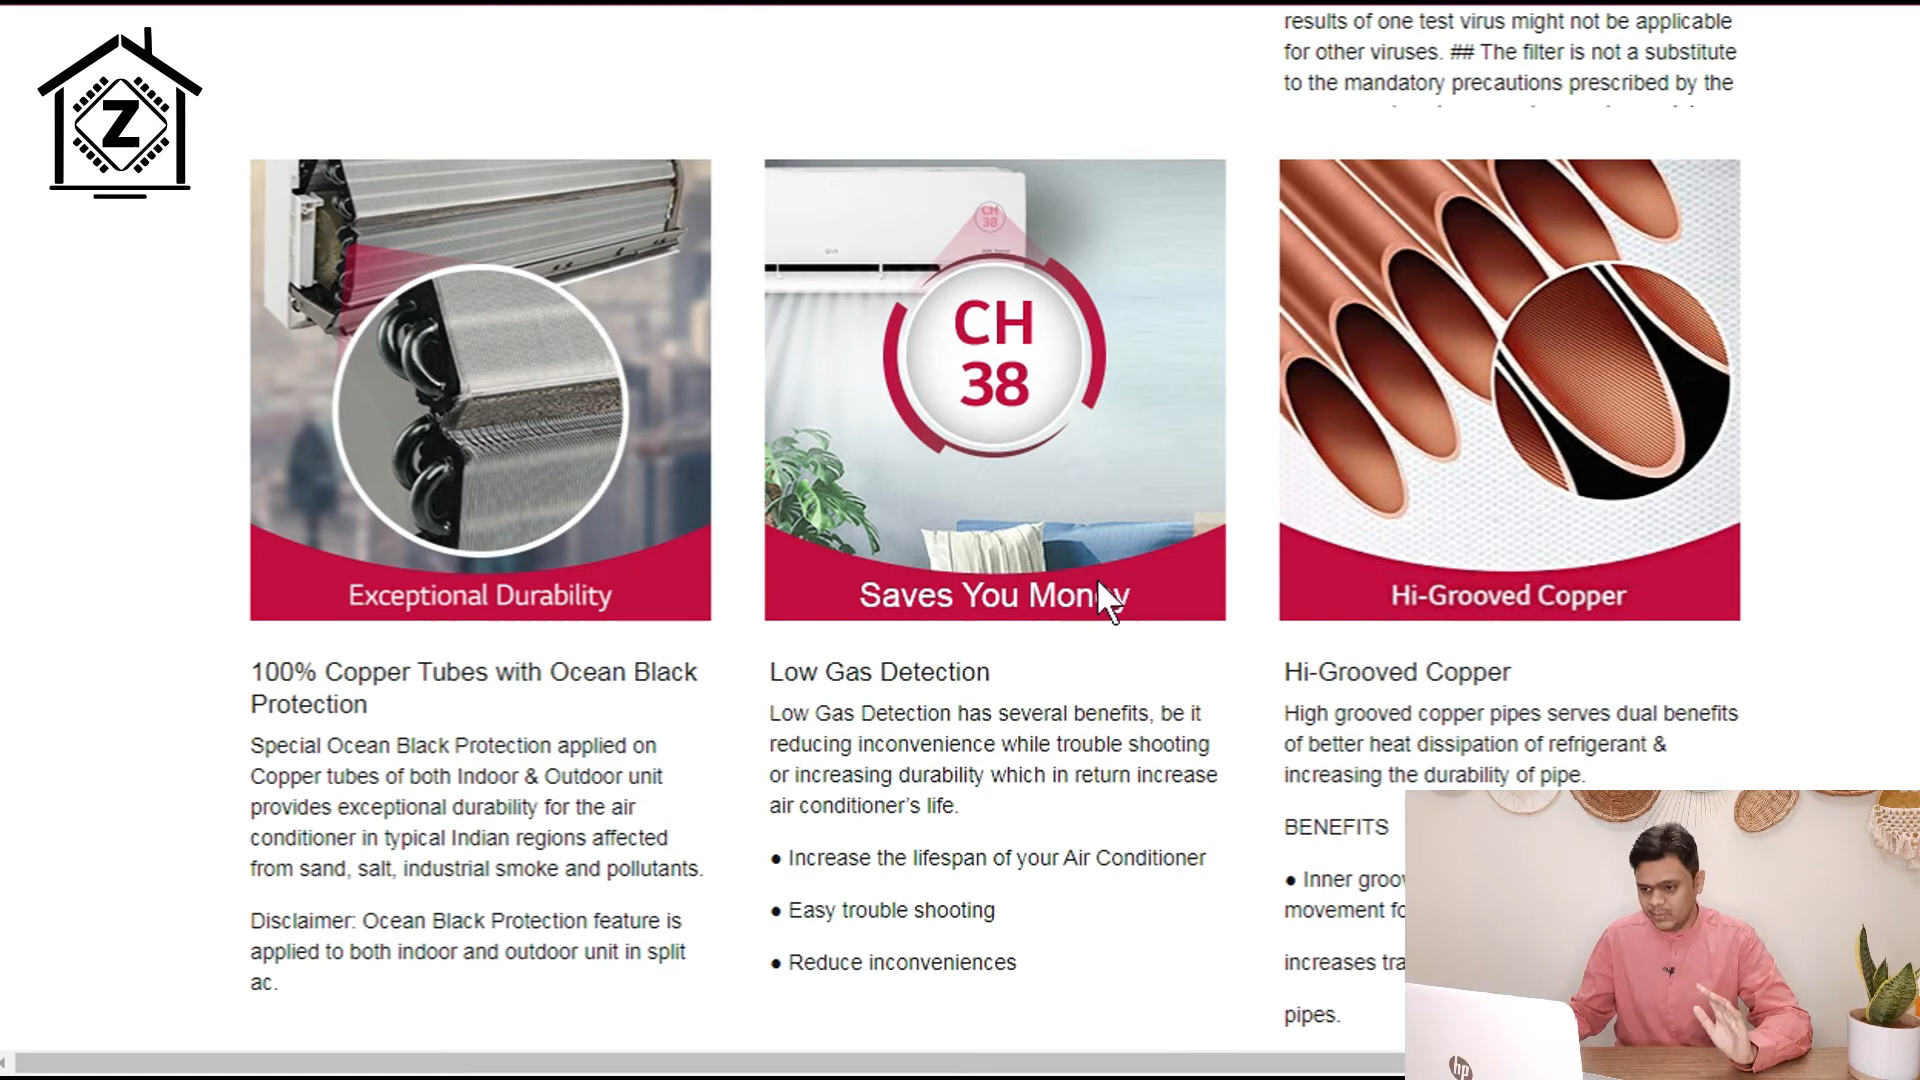 results of one test virus might not be applicable
for other viruses. ## The filter is not a substitute
to the mandatory precautions prescribed by the
Z
CH
38
CH
38
Exceptional Durability
Saves You Money
Hi-Grooved Copper
100% Copper Tubes with Ocean Black
Protection
Special Ocean Black Protection applied on
Copper tubes of both Indoor & Outdoor unit
provides exceptional durability for the air
conditioner in typical Indian regions affected
from sand, salt, industrial smoke and pollutants.
Disclaimer: Ocean Black Protection feature is
applied to both indoor and outdoor unit in split
ac.
Low Gas Detection
Low Gas Detection has several benefits, be it
reducing inconvenience while trouble shooting
or increasing durability which in return increase
air conditioner’s life.
● Increase the lifespan of your Air Conditioner
● Easy trouble shooting
● Reduce inconveniences
Hi-Grooved Copper
High grooved copper pipes serves dual benefits
of better heat dissipation of refrigerant &
increasing the durability of pipe.
BENEFITS
● Inner
movement
increases
pipes.
hp